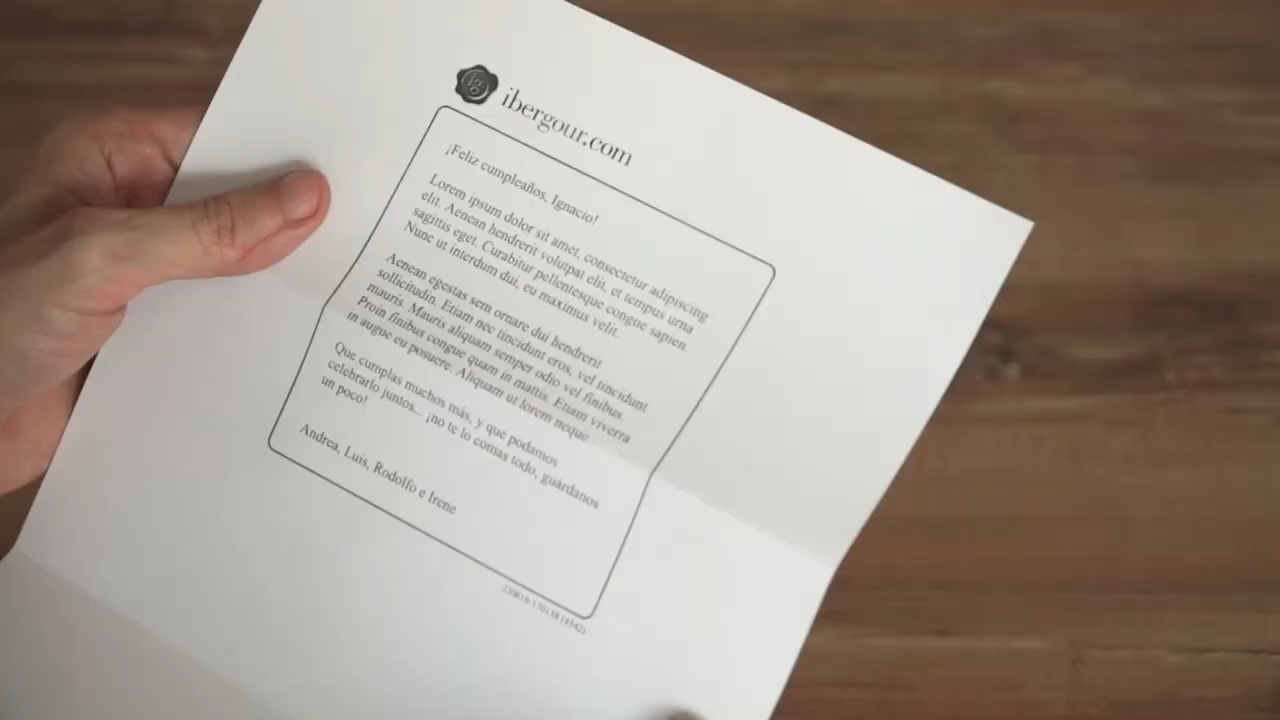 ig
ibergour.com
¡Feliz cumpleaños, Ignacio!
Lorem ipsum dolor sit amet, consectetur adipiscing
elit. Aenean hendrerit volutpat elit, et tempus urna
sagittis eget. Curabitur pellentesque congue sapien.
Nunc ut interdum dui, eu maximus velit.
Aenean egestas sem ornare dui hendrerit
sollicitudin. Etiam nec tincidunt eros, vel tincidunt
mauris. Mauris aliquam semper odio vel finibus.
Proin finibus congue quam in mattis. Etiam viverra
in augue eu posuere. Aliquam ut lorem neque
Que cumplas muchos más, y que podamos
celebrarlo juntos... ¡no te lo comas todo, guárdanos
un poco!
Andrea, Luis, Rodolfo e Irene